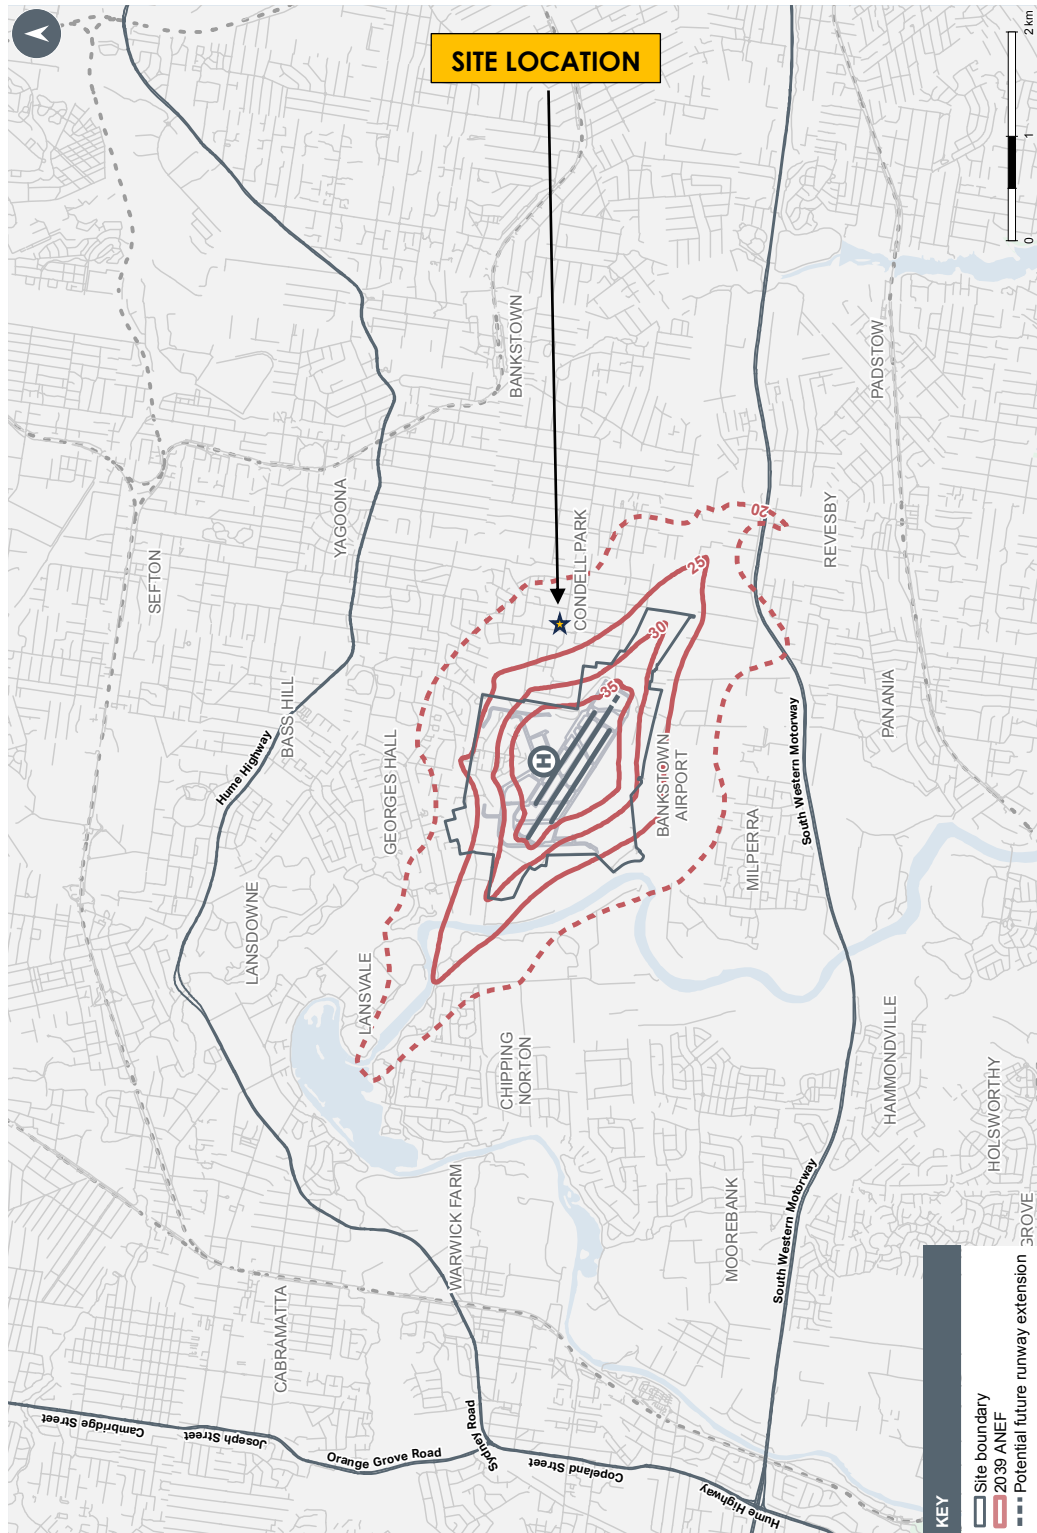 SITE LOCATION
2 km
1
0
BANKSTOWN
PADSTOW
YAGOONA
SEFTON
CONDELL PARK
REVESBY
20
25
30
35
H
BASS HILL
Hume Highway
GEORGES HALL
BANKSTOWN
AIRPORT
PANANIA
South Western Motorway
MILPERRA
LANSDOWNE
LANSVALE
CHIPPING
NORTON
HAMMONDVILLE
HOLSWORTHY
WARWICK FARM
MOOREBANK
South Western Motorway
GROVE
CABRAMATTA
Cambridge Street
Joseph Street
Orange Grove Road
Sydney Road
Copeland Street
Hume Highway
KEY
Site boundary
2039 ANEF
Potential future runway extension